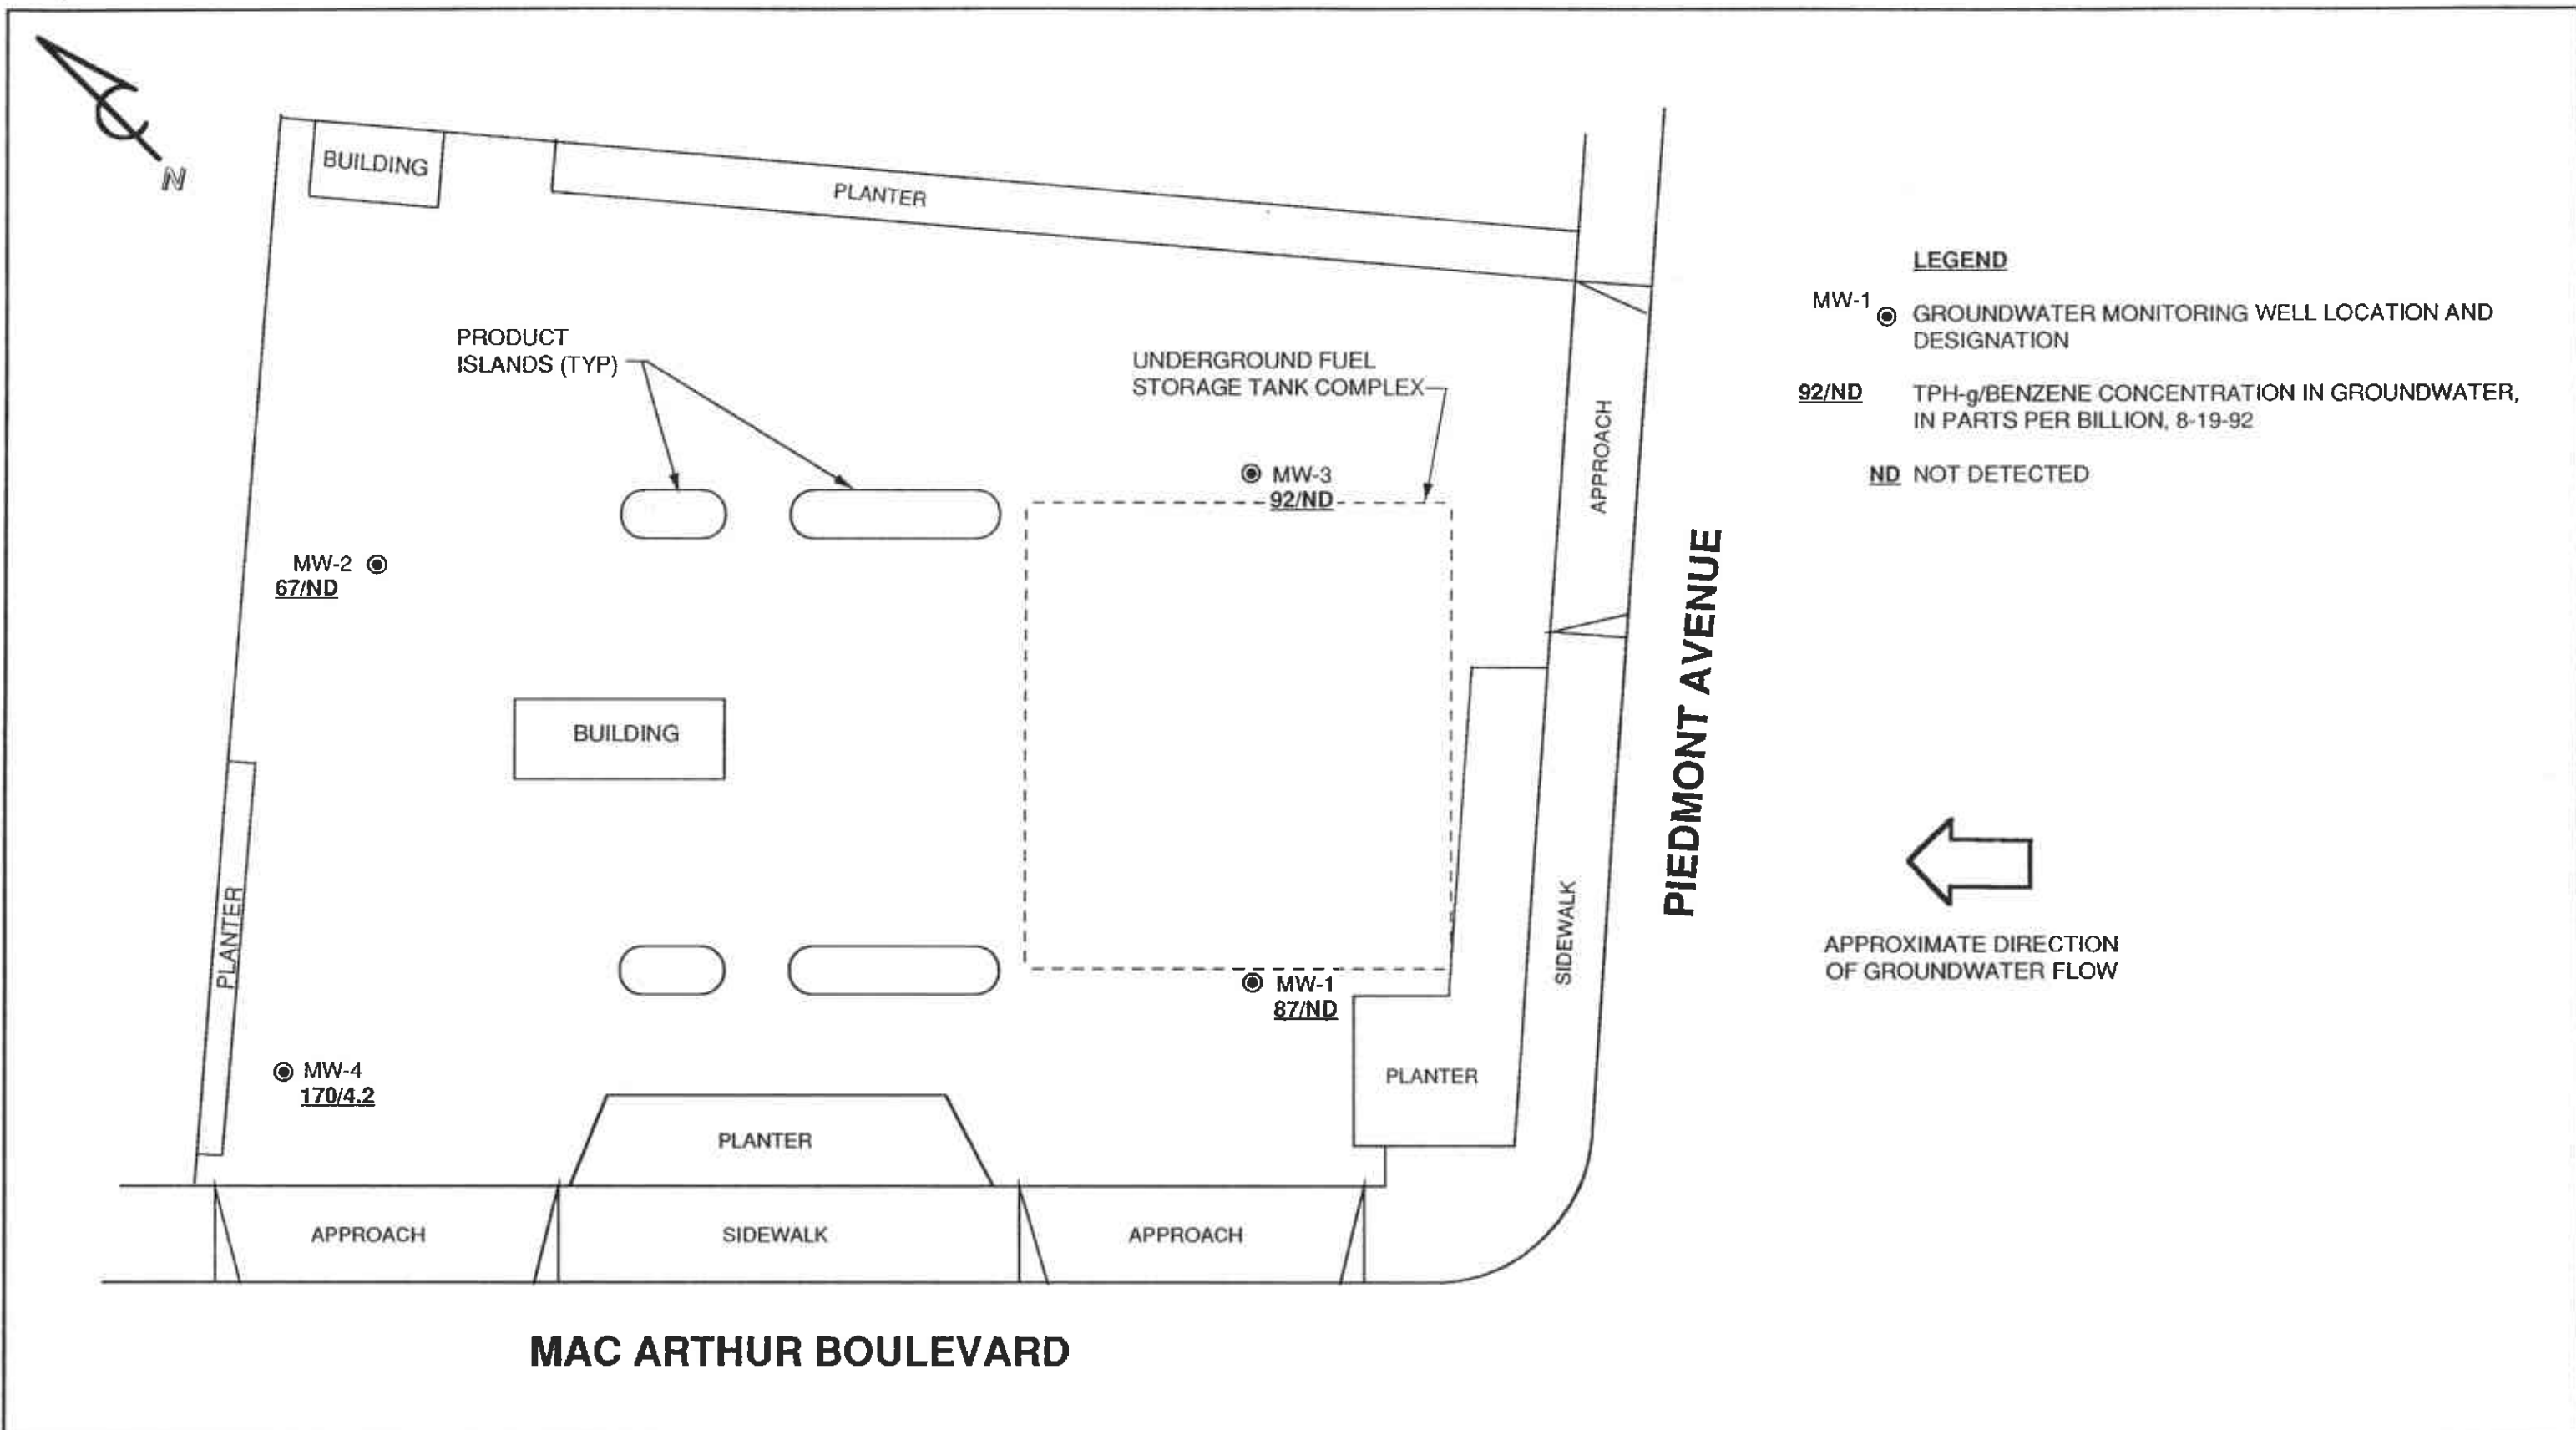 N
BUILDING
PLANTER
PRODUCT
ISLANDS (TYP)
UNDERGROUND FUEL
STORAGE TANK COMPLEX
MW-3
92/ND
MW-2
67/ND
BUILDING
PLANTER
MW-1
87/ND
MW-4
170/4.2
PLANTER
PLANTER
APPROACH
SIDEWALK
APPROACH
APPROACH
SIDEWALK
PIEDMONT AVENUE
MAC ARTHUR BOULEVARD
LEGEND
MW-1 GROUNDWATER MONITORING WELL LOCATION AND
DESIGNATION
92/ND TPH-g/BENZENE CONCENTRATION IN GROUNDWATER,
IN PARTS PER BILLION, 8-19-92
ND NOT DETECTED
APPROXIMATE DIRECTION
OF GROUNDWATER FLOW